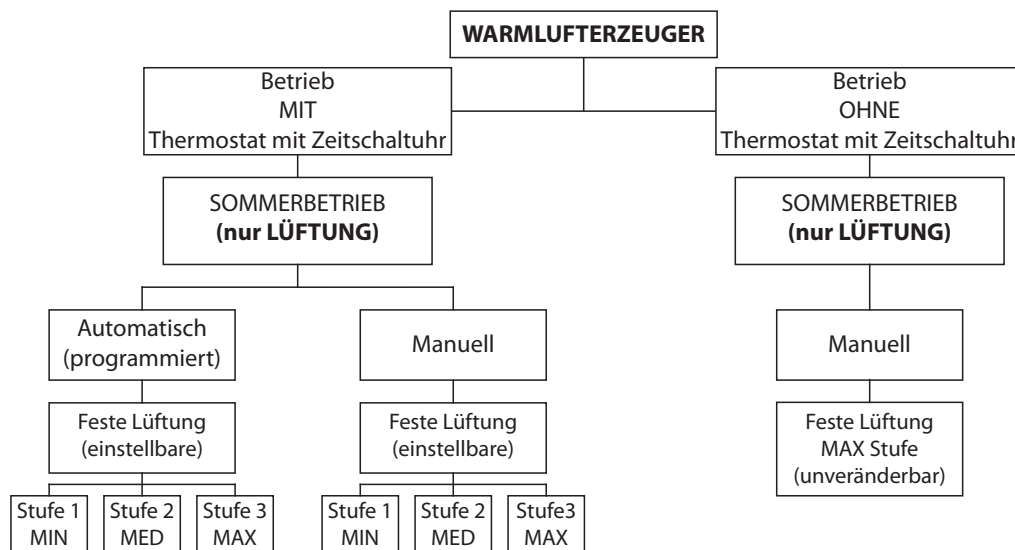 WARMLUFTERZEUGER
Betrieb
MIT
Thermostat mit Zeitschaltuhr
Betrieb
OHNE
Thermostat mit Zeitschaltuhr
SOMMERBETRIEB
(nur LÜFTUNG)
SOMMERBETRIEB
(nur LÜFTUNG)
Automatisch
(programmiert)
Manuell
Manuell
Feste Lüftung
(einstellbare)
Feste Lüftung
(einstellbare)
Feste Lüftung
MAX Stufe
(unveränderbar)
Stufe 1
MIN
Stufe 2
MED
Stufe 3
MAX
Stufe 1
MIN
Stufe 2
MED
Stufe3
MAX